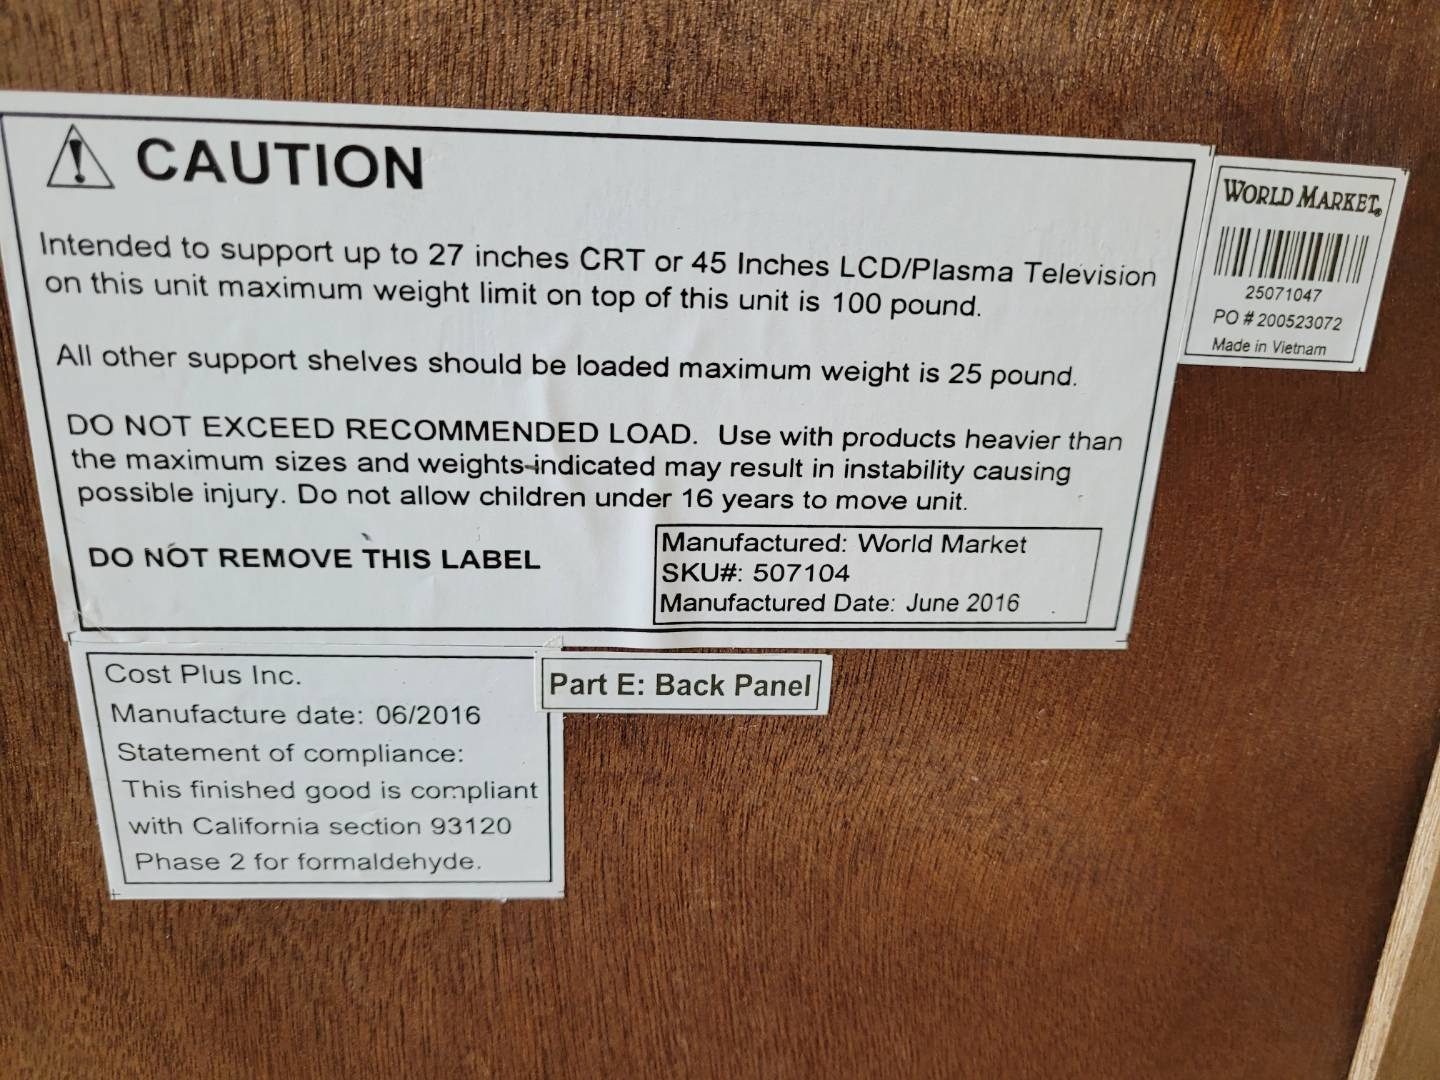 CAUTION
Intended to support up to 27 inches CRT or 45 Inches LCD/Plasma Television
on this unit maximum weight limit on top of this unit is 100 pound.
All other support shelves should be loaded maximum weight is 25 pound.
DO NOT EXCEED RECOMMENDED LOAD. Use with products heavier than
the maximum sizes and weights indicated may result in instability causing
possible injury. Do not allow children under 16 years to move unit.
DO NOT REMOVE THIS LABEL
Manufactured: World Market
SKU#: 507104
Manufactured Date: June 2016
WORLD MARKET®
25071047
PO # 200523072
Made in Vietnam
Cost Plus Inc.
Manufacture date: 06/2016
Statement of compliance:
This finished good is compliant
with California section 93120
Phase 2 for formaldehyde.
Part E: Back Panel